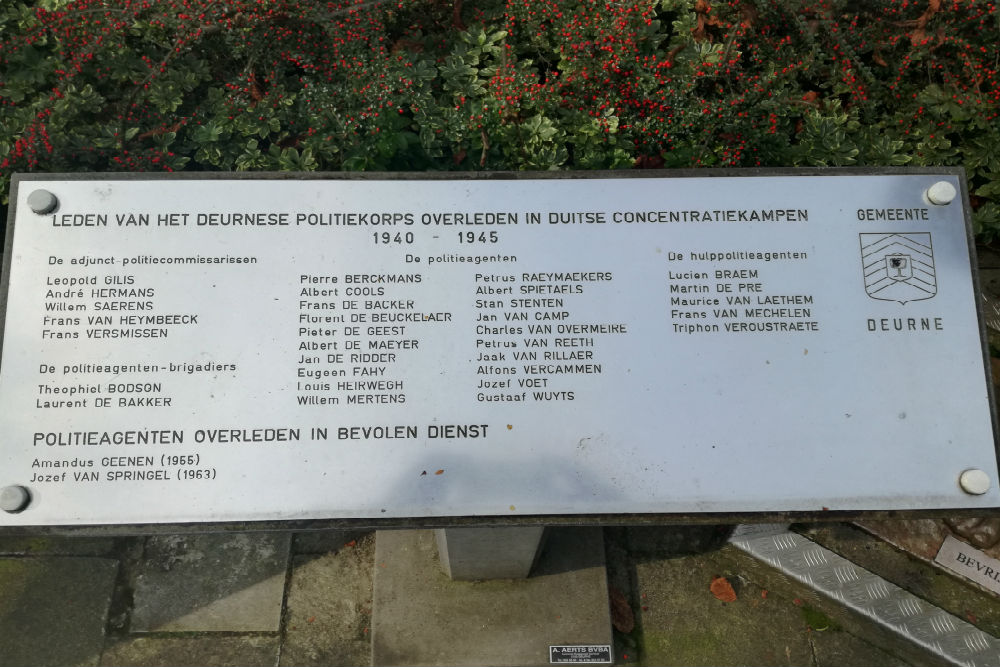 LEDEN VAN HET DEURNESE POLITIEKORPS OVERLEDEN IN DUITSE CONCENTRATIEKAMPEN
1940 - 1945
De adjunct-politiecommissarissen
Leopold GILIS
André HERMANS
Willem SAERENS
Frans VAN HEYMBEECK
Frans VERSMISSEN
De politieagenten-brigadiers
Theophiel BODSON
Laurent DE BAKKER
De politieagenten
Pierre BERCKMANS
Albert COOLS
Frans DE BACKER
Florent DE BEUCKELAER
Pieter DE GEEST
Albert DE MAEYER
Jan DE RIDDER
Eugeen FAHY
Louis HEIRWEGH
Willem MERTENS
Petrus RAEYMAEKERS
Albert SPIETAELS
Stan STENTEN
Jan VAN CAMP
Charles VAN OVERMEIRE
Petrus VAN REETH
Jaak VAN RILLAER
Alfons VERCAMMEN
Jozef VOET
Gustaaf WUYTS
De hulppolitieagenten
Lucien BRAEM
Martin DE PRE
Maurice VAN LAETHEM
Frans VAN MECHELEN
Triphon VEROUSTRAETE
GEMEENTE
DEURNE
POLITIEAGENTEN OVERLEDEN IN BEVOLEN DIENST
Amandus GEENEN (1955)
Jozef VAN SPRINGEL (1963)
A. AERTS BVBA